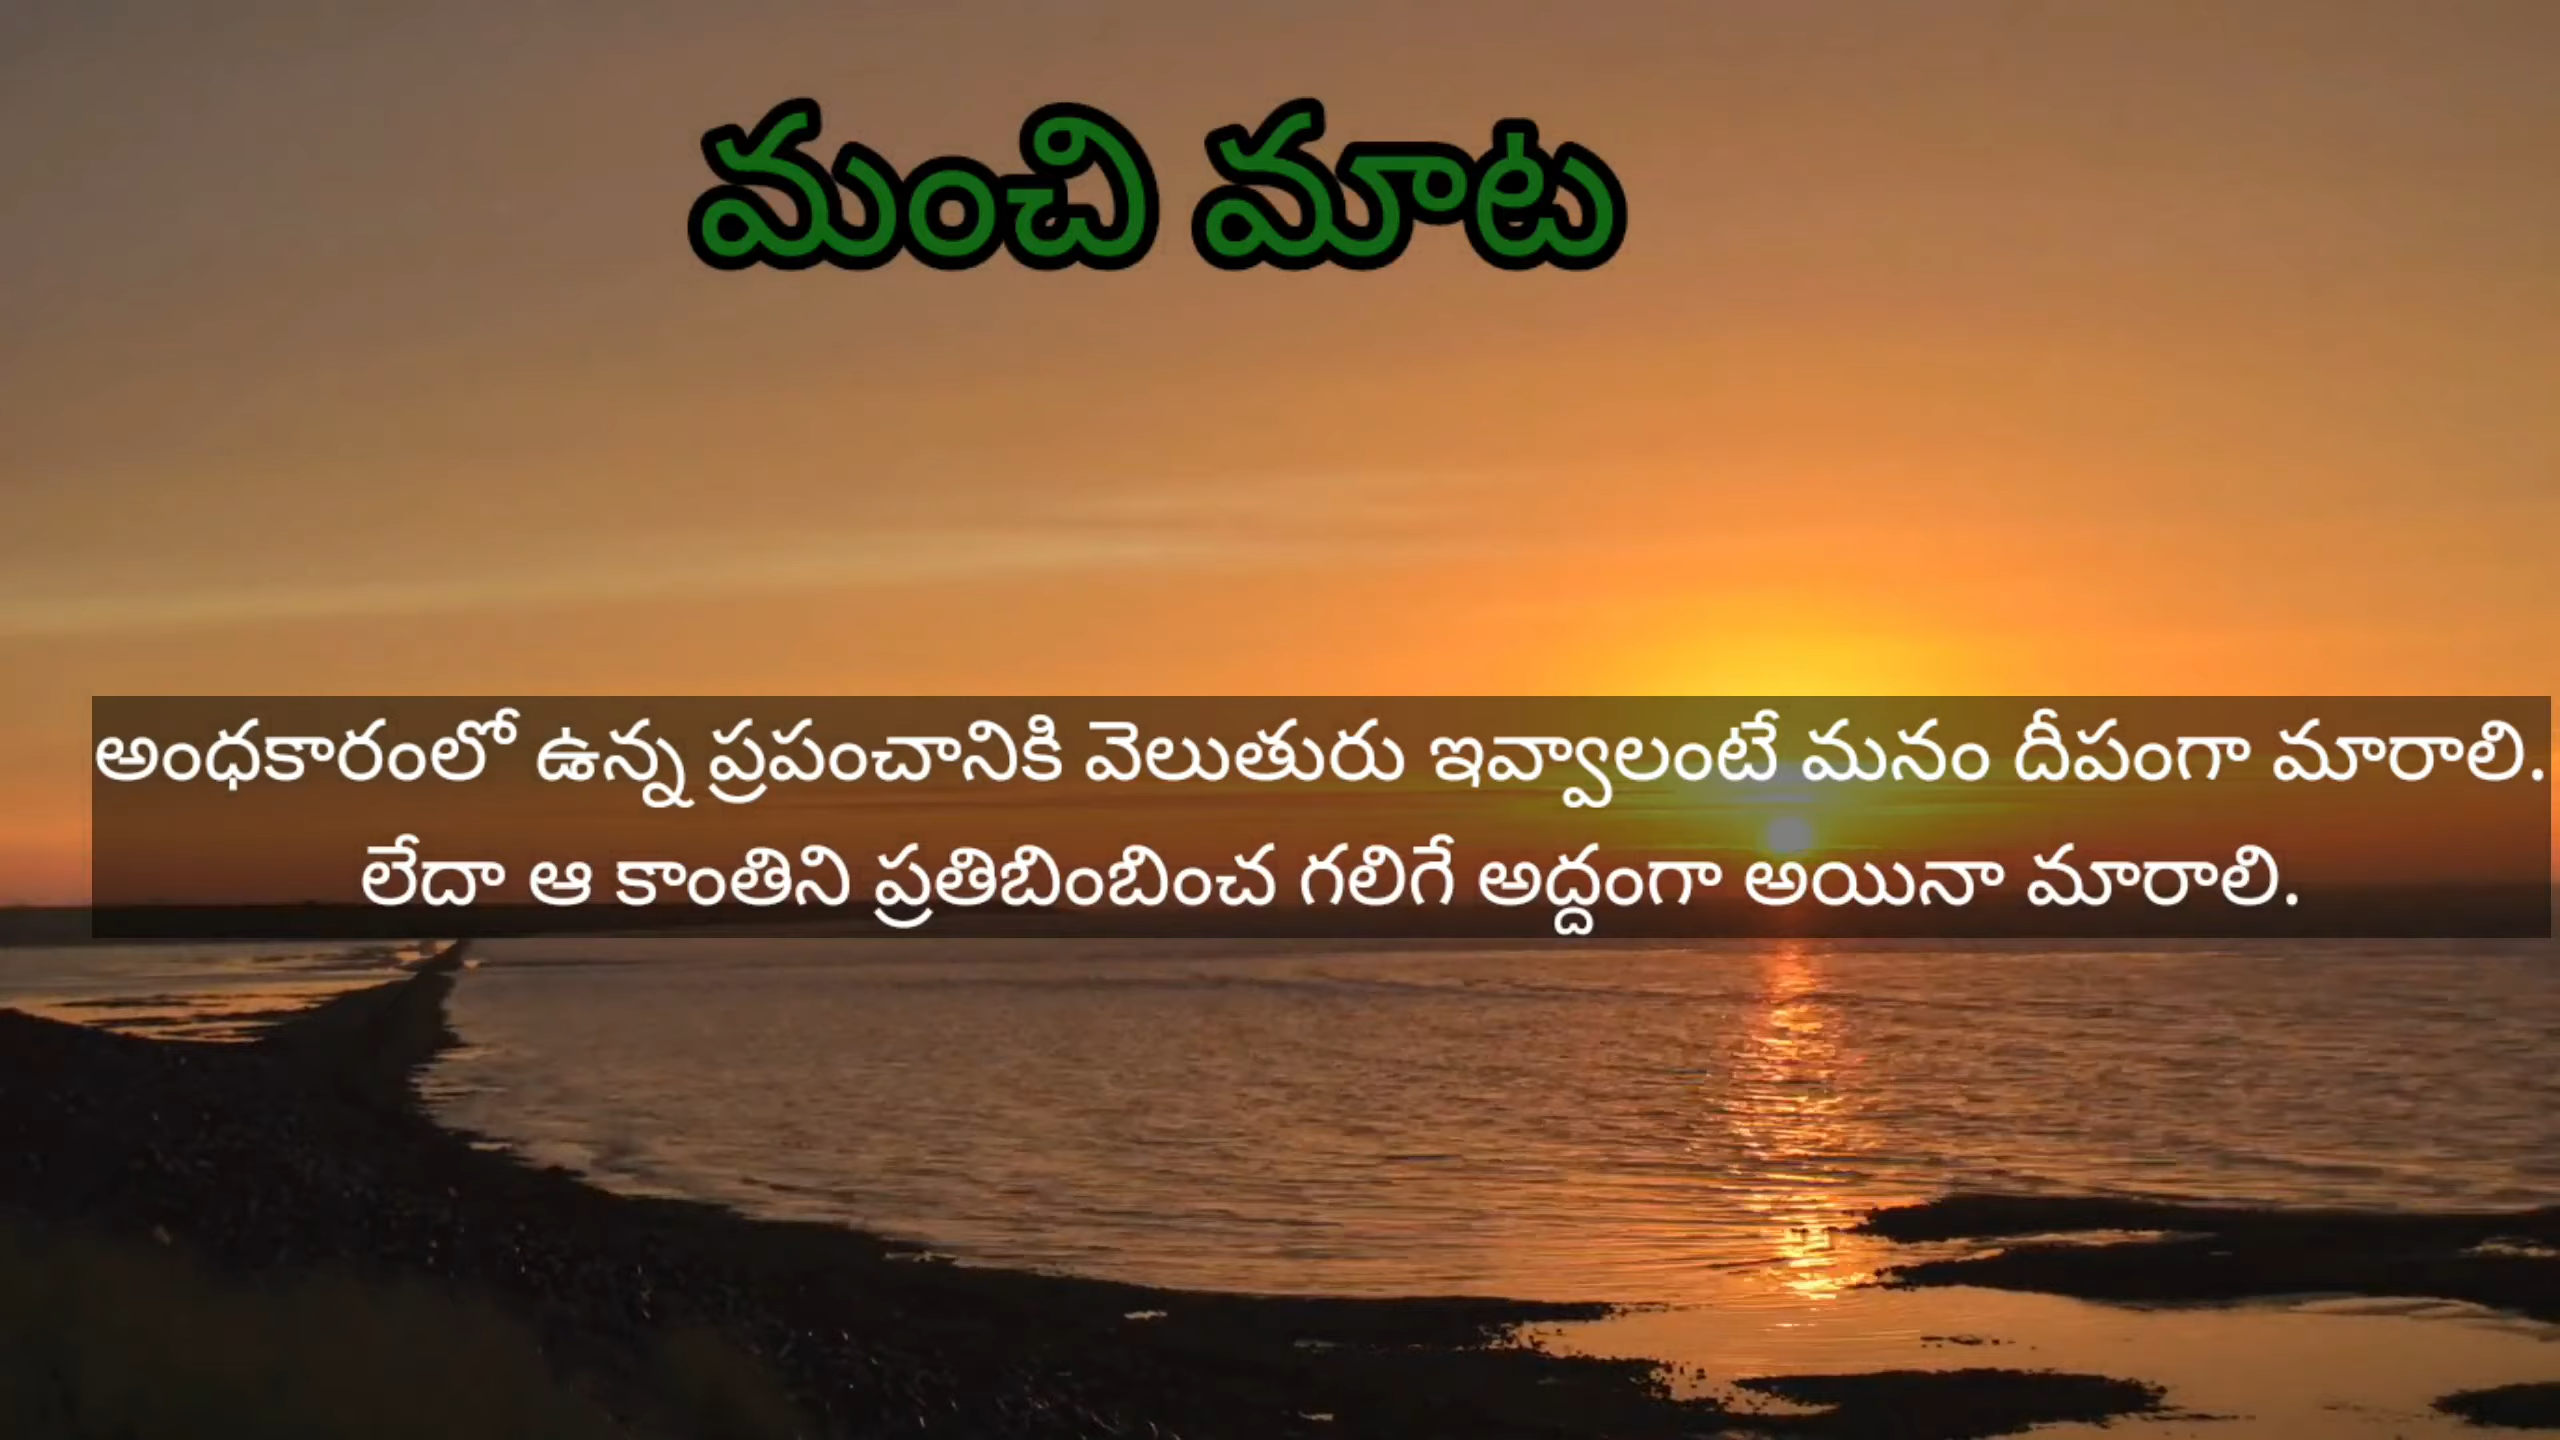 మంచి మాట
అంధకారంలో ఉన్న ప్రపంచానికి వెలుతురు ఇవ్వాలంటే మనం దీపంగా మారాలి.
లేదా ఆ కాంతిని ప్రతిబింబించ గలిగే అద్దంగా అయినా మారాలి.